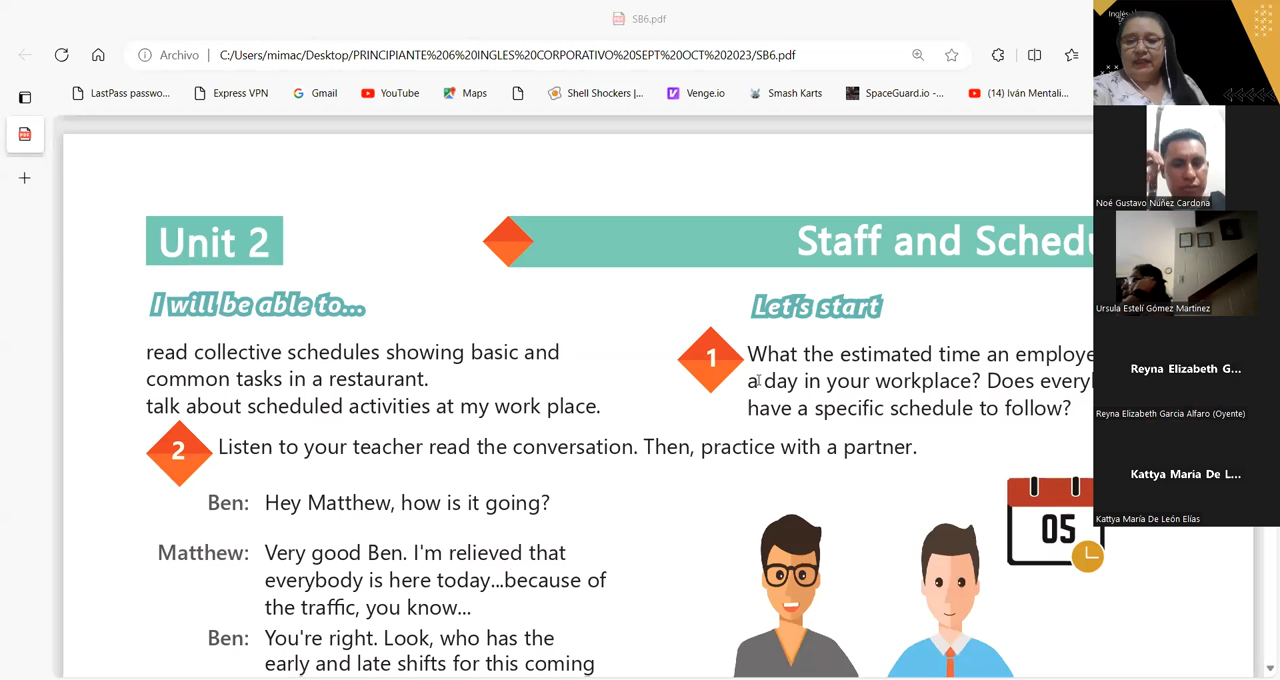 SB6.pdf
Archivo | C:/Users/mimac/Desktop/PRINCIPIANTE%206%20INGLES%20CORPORATIVO%20SEPT%20OCT%202023/SB6.pdf
LastPass passwo... Express VPN Gmail YouTube Maps Shell Shockers |... Venge.io Smash Karts SpaceGuard.io -... (14) Iván Mentali...
Unit 2
Staff and Schedu
I will be able to...
Let's start
read collective schedules showing basic and
common tasks in a restaurant.
talk about scheduled activities at my work place.
1
What the estimated time an employe
a day in your workplace? Does every
have a specific schedule to follow?
2
Listen to your teacher read the conversation. Then, practice with a partner.
Ben: Hey Matthew, how is it going?
Matthew: Very good Ben. I'm relieved that
everybody is here today...because of
the traffic, you know...
Ben: You're right. Look, who has the
early and late shifts for this coming
05
Inglés
Noé Gustavo Núñez Cardona
Ursula Estelí Gómez Martinez
Reyna Elizabeth G...
Reyna Elizabeth Garcia Alfaro (Oyente)
Kattya Maria De L...
Kattya María De León Elías